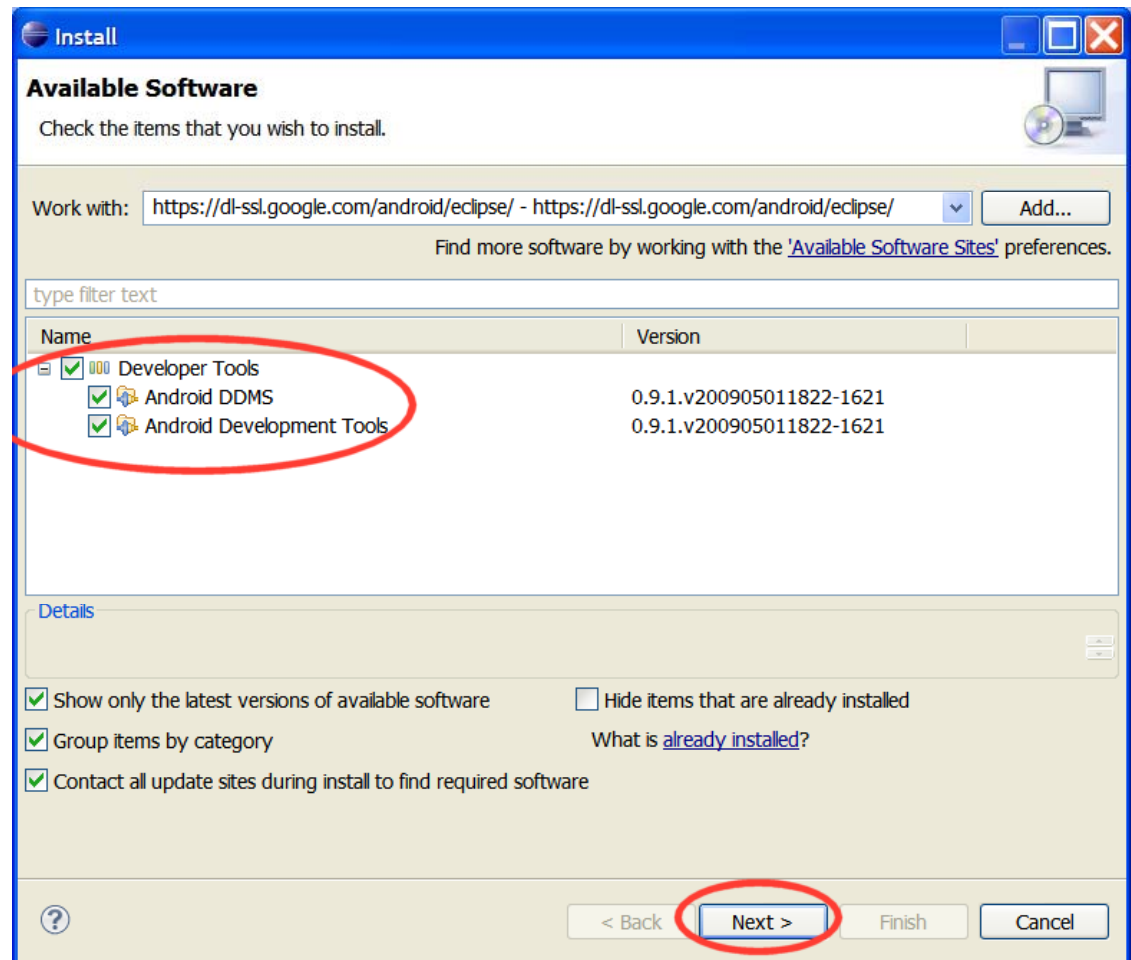 Install
Available Software
Check the items that you wish to install.
Work with: https://dl-ssl.google.com/android/eclipse/ - https://dl-ssl.google.com/android/eclipse/ Add...
Find more software by working with the 'Available Software Sites' preferences.
type filter text
Name Version
Developer Tools
Android DDMS 0.9.1.v200905011822-1621
Android Development Tools 0.9.1.v200905011822-1621
Details
Show only the latest versions of available software Hide items that are already installed
Group items by category What is already installed?
Contact all update sites during install to find required software
? < Back Next > Finish Cancel